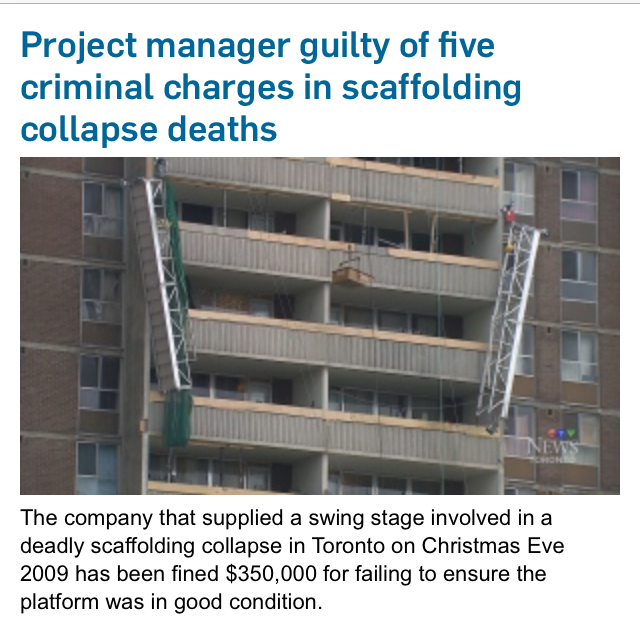 Project manager guilty of five
criminal charges in scaffolding
collapse deaths
NEWS
TORONTO
The company that supplied a swing stage involved in a
deadly scaffolding collapse in Toronto on Christmas Eve
2009 has been fined $350,000 for failing to ensure the
platform was in good condition.